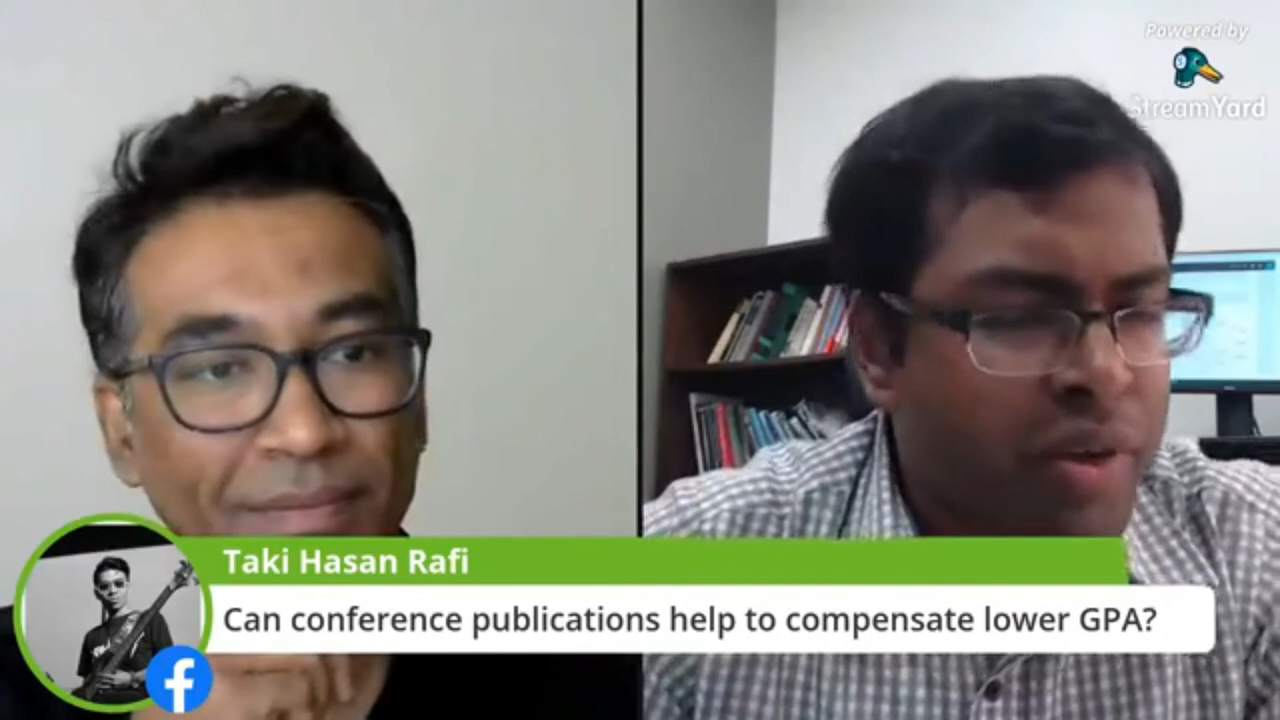 Powered by
StreamYard
Taki Hasan Rafi
Can conference publications help to compensate lower GPA?